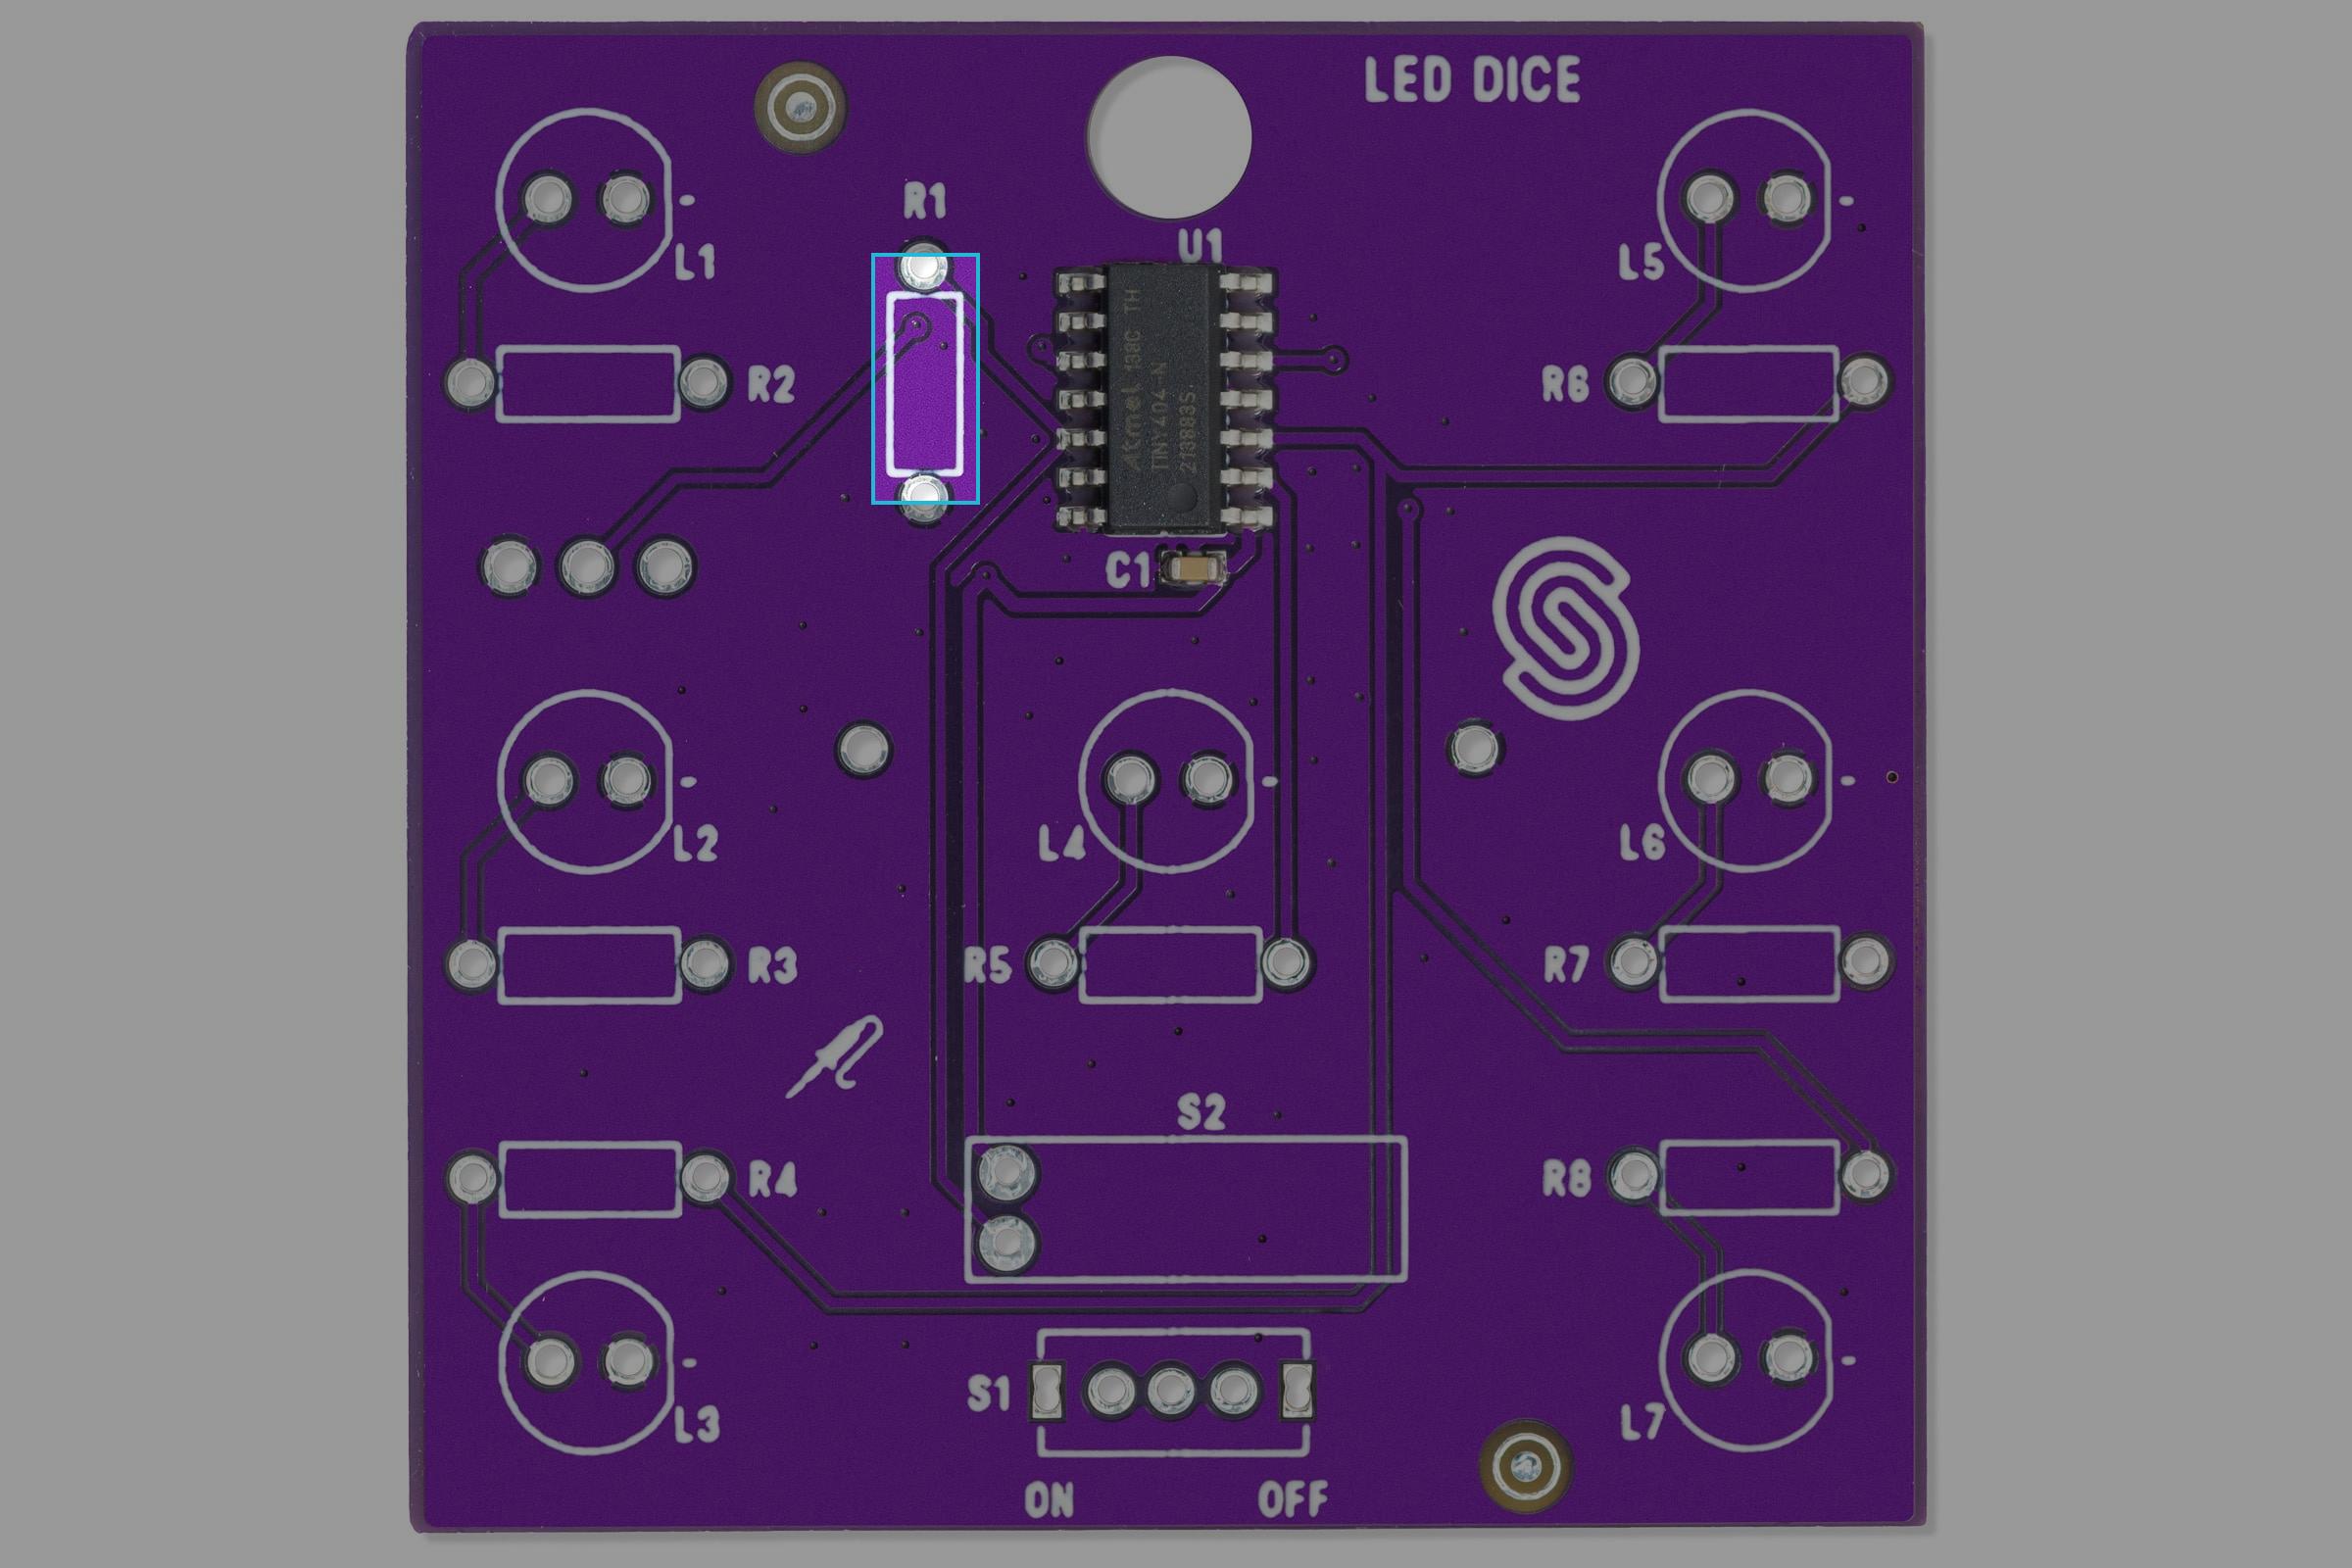 LED DICE
R1
U1
L1
L5
R2
R6
Atmel 138C TH
TINY404-N
213883S
C1
L2
L4
L6
R3
R5
R7
S2
R4
R8
S1
L3
L7
ON
OFF